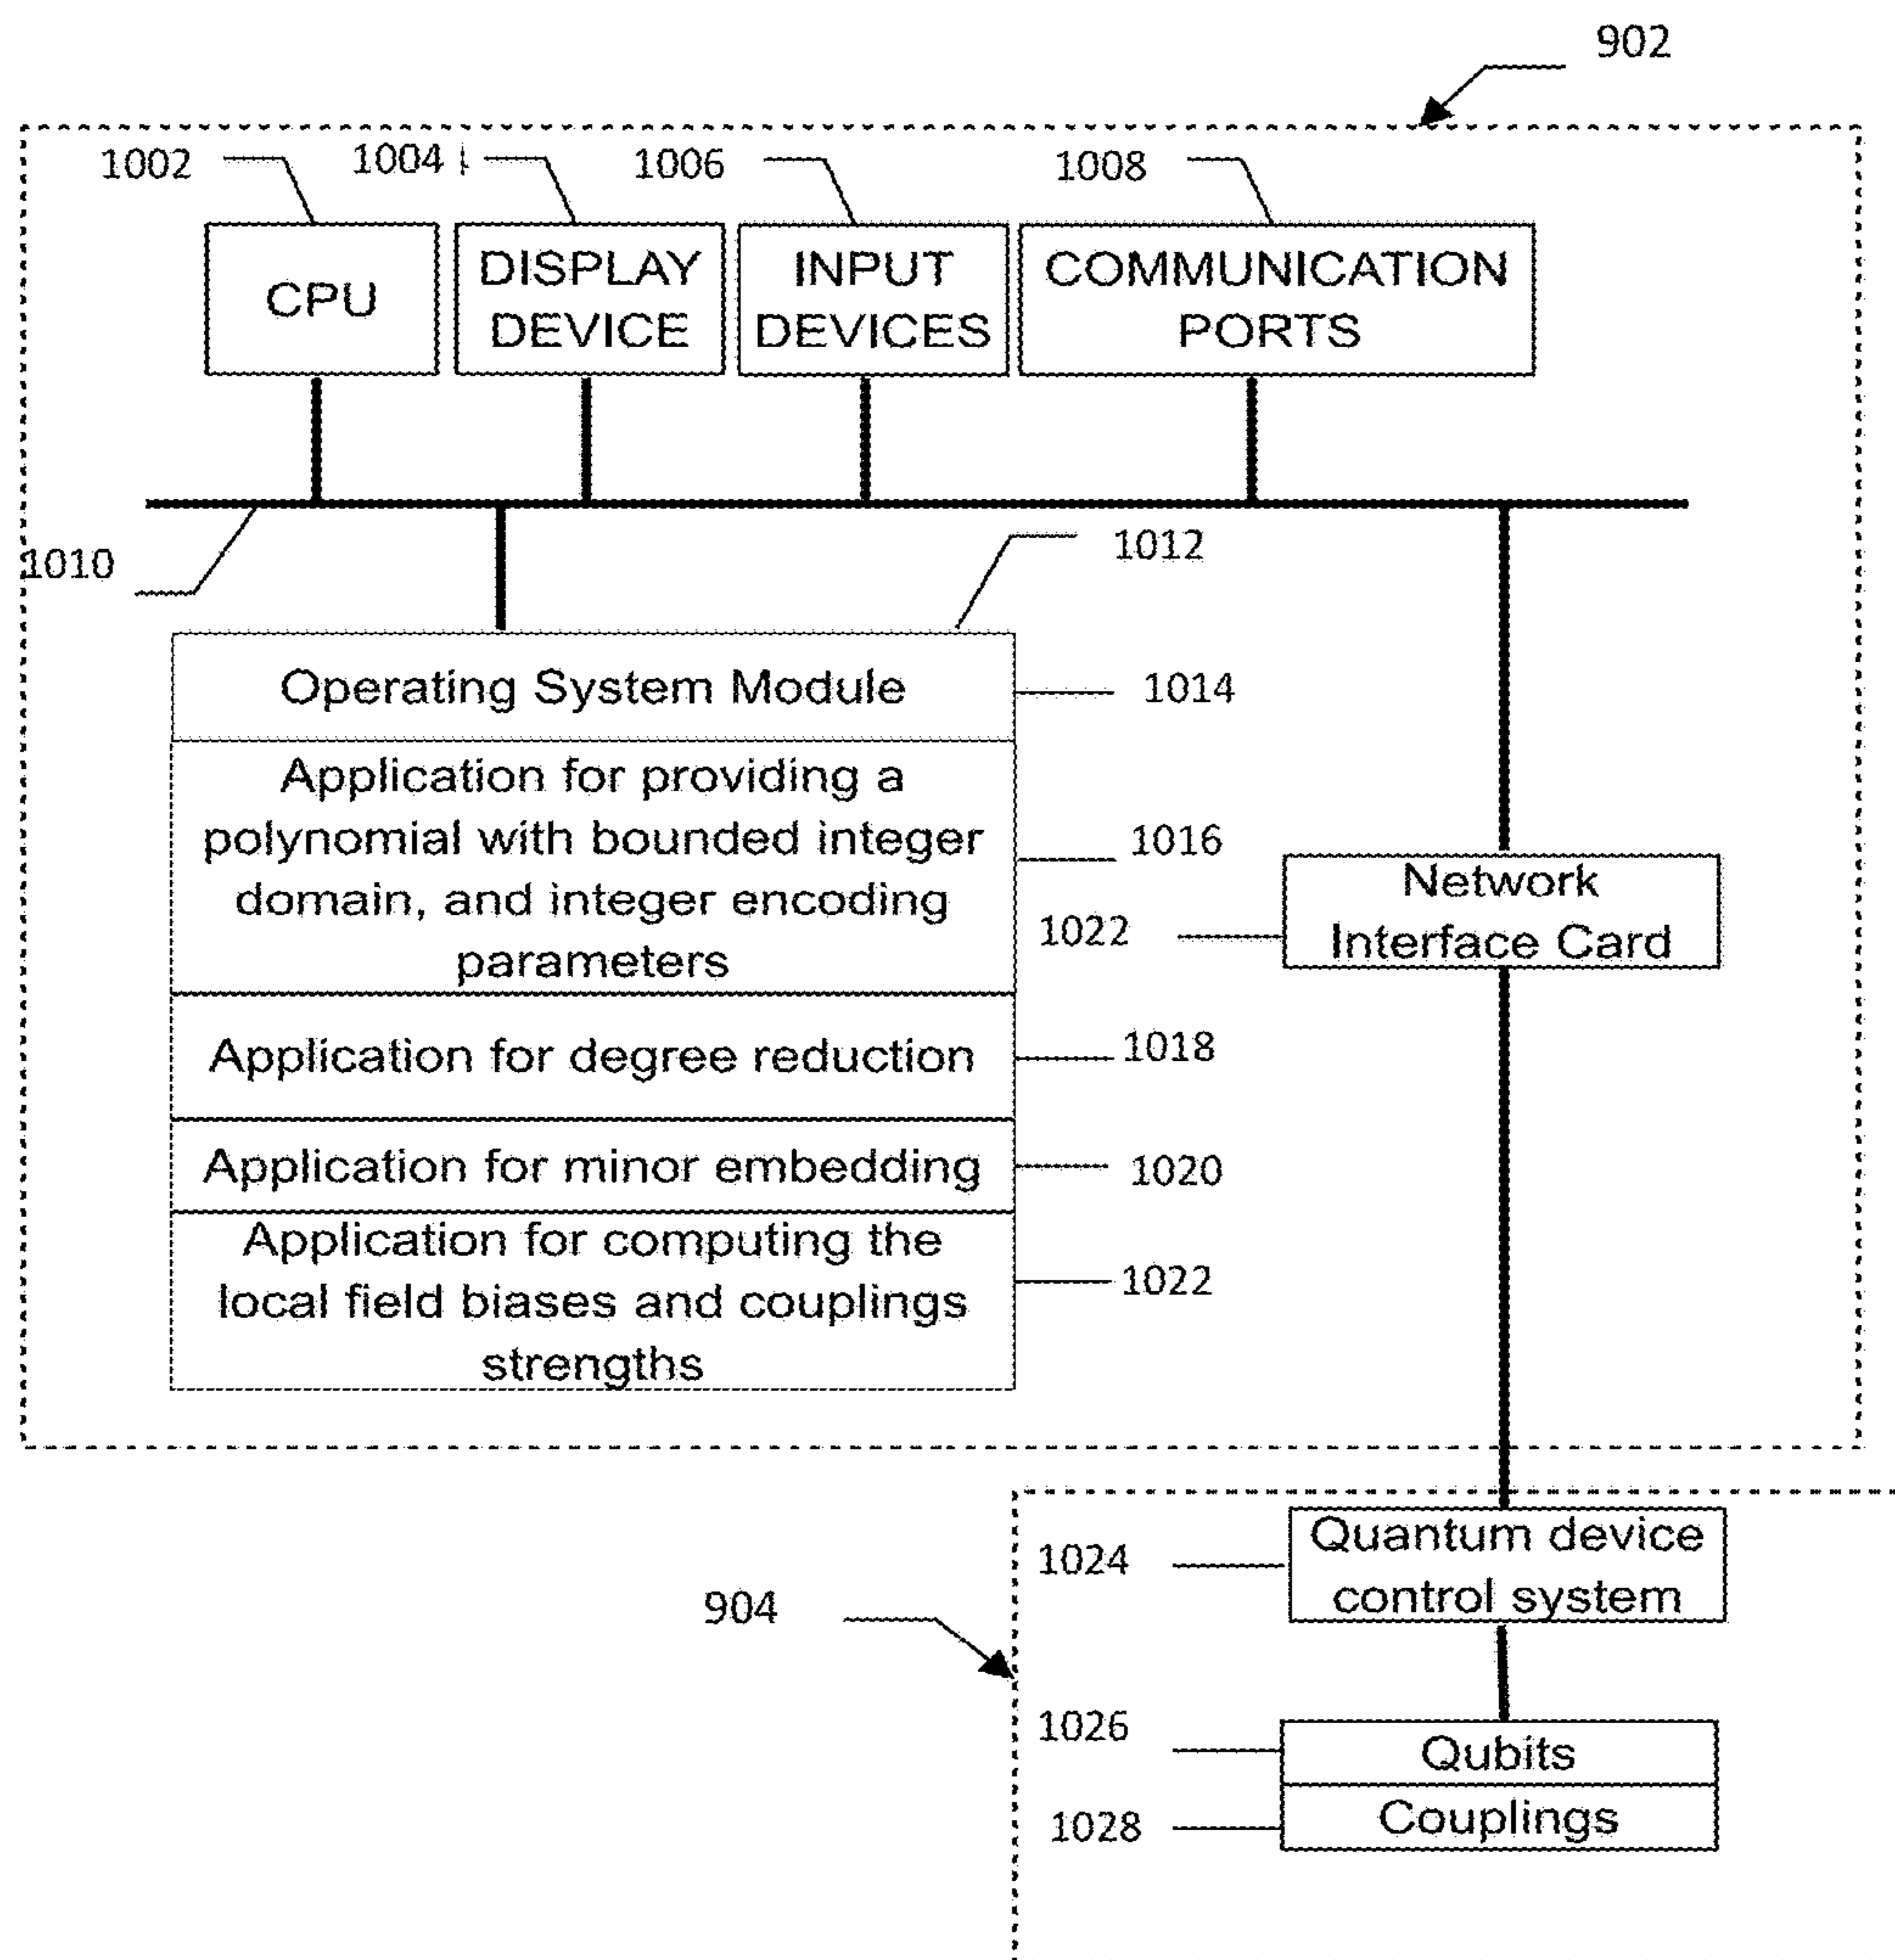 902
1002
1004
1006
1008
CPU
DISPLAY
DEVICE
INPUT
DEVICES
COMMUNICATION
PORTS
1010
1012
Operating System Module
1014
Application for providing a
polynomial with bounded integer
domain, and integer encoding
parameters
1016
1022
Network
Interface Card
Application for degree reduction
1018
Application for minor embedding
1020
Application for computing the
local field biases and couplings
strengths
1022
Quantum device
control system
1024
904
1026
Qubits
1028
Couplings